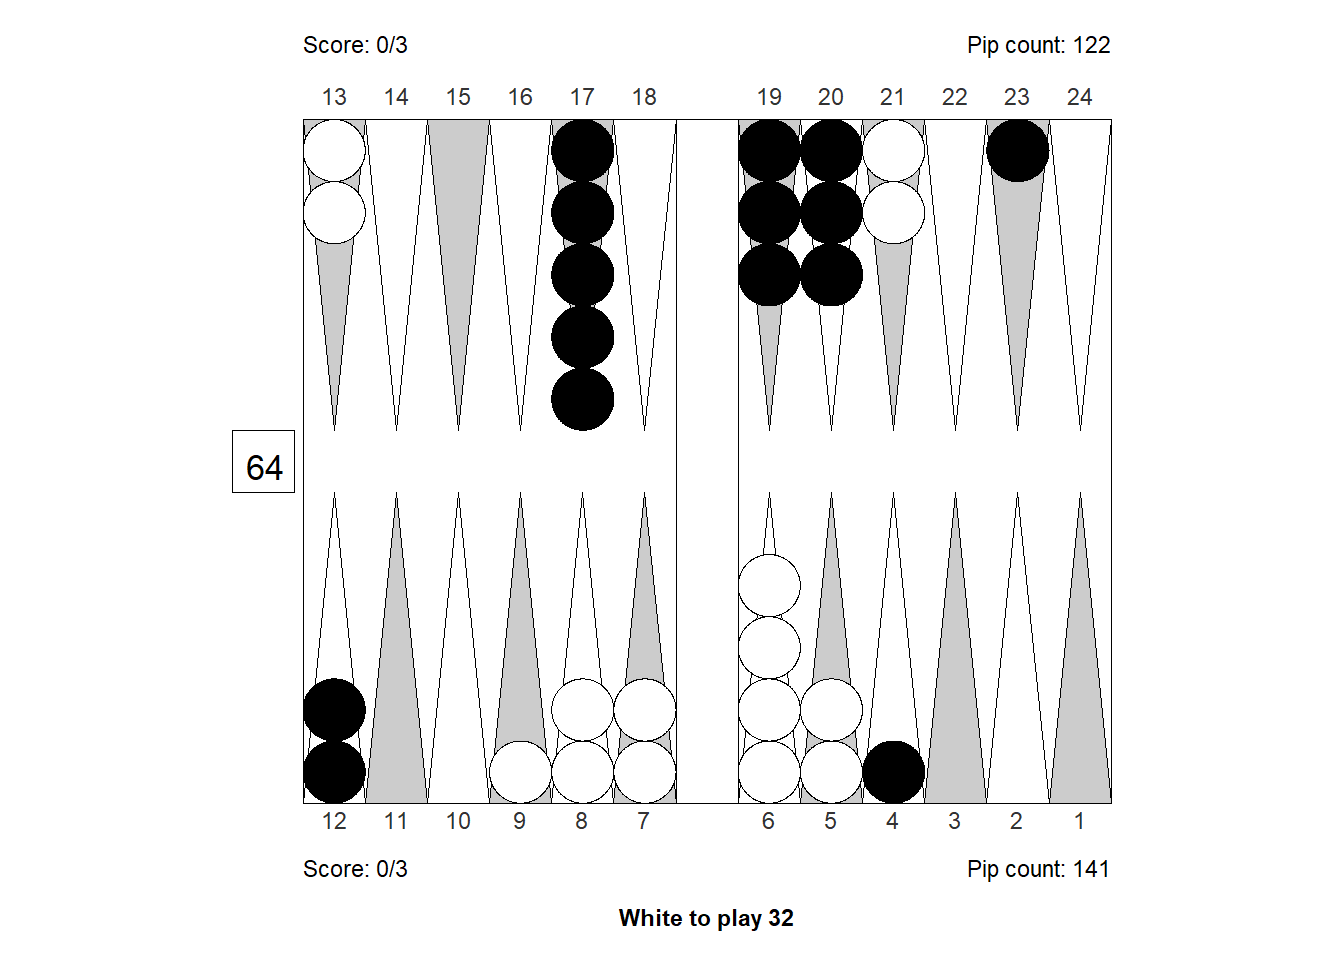 Score: 0/3 Pip count: 122
13 14 15 16 17 18 19 20 21 22 23 24
64
12 11 10 9 8 7 6 5 4 3 2 1
Score: 0/3 Pip count: 141
White to play 32